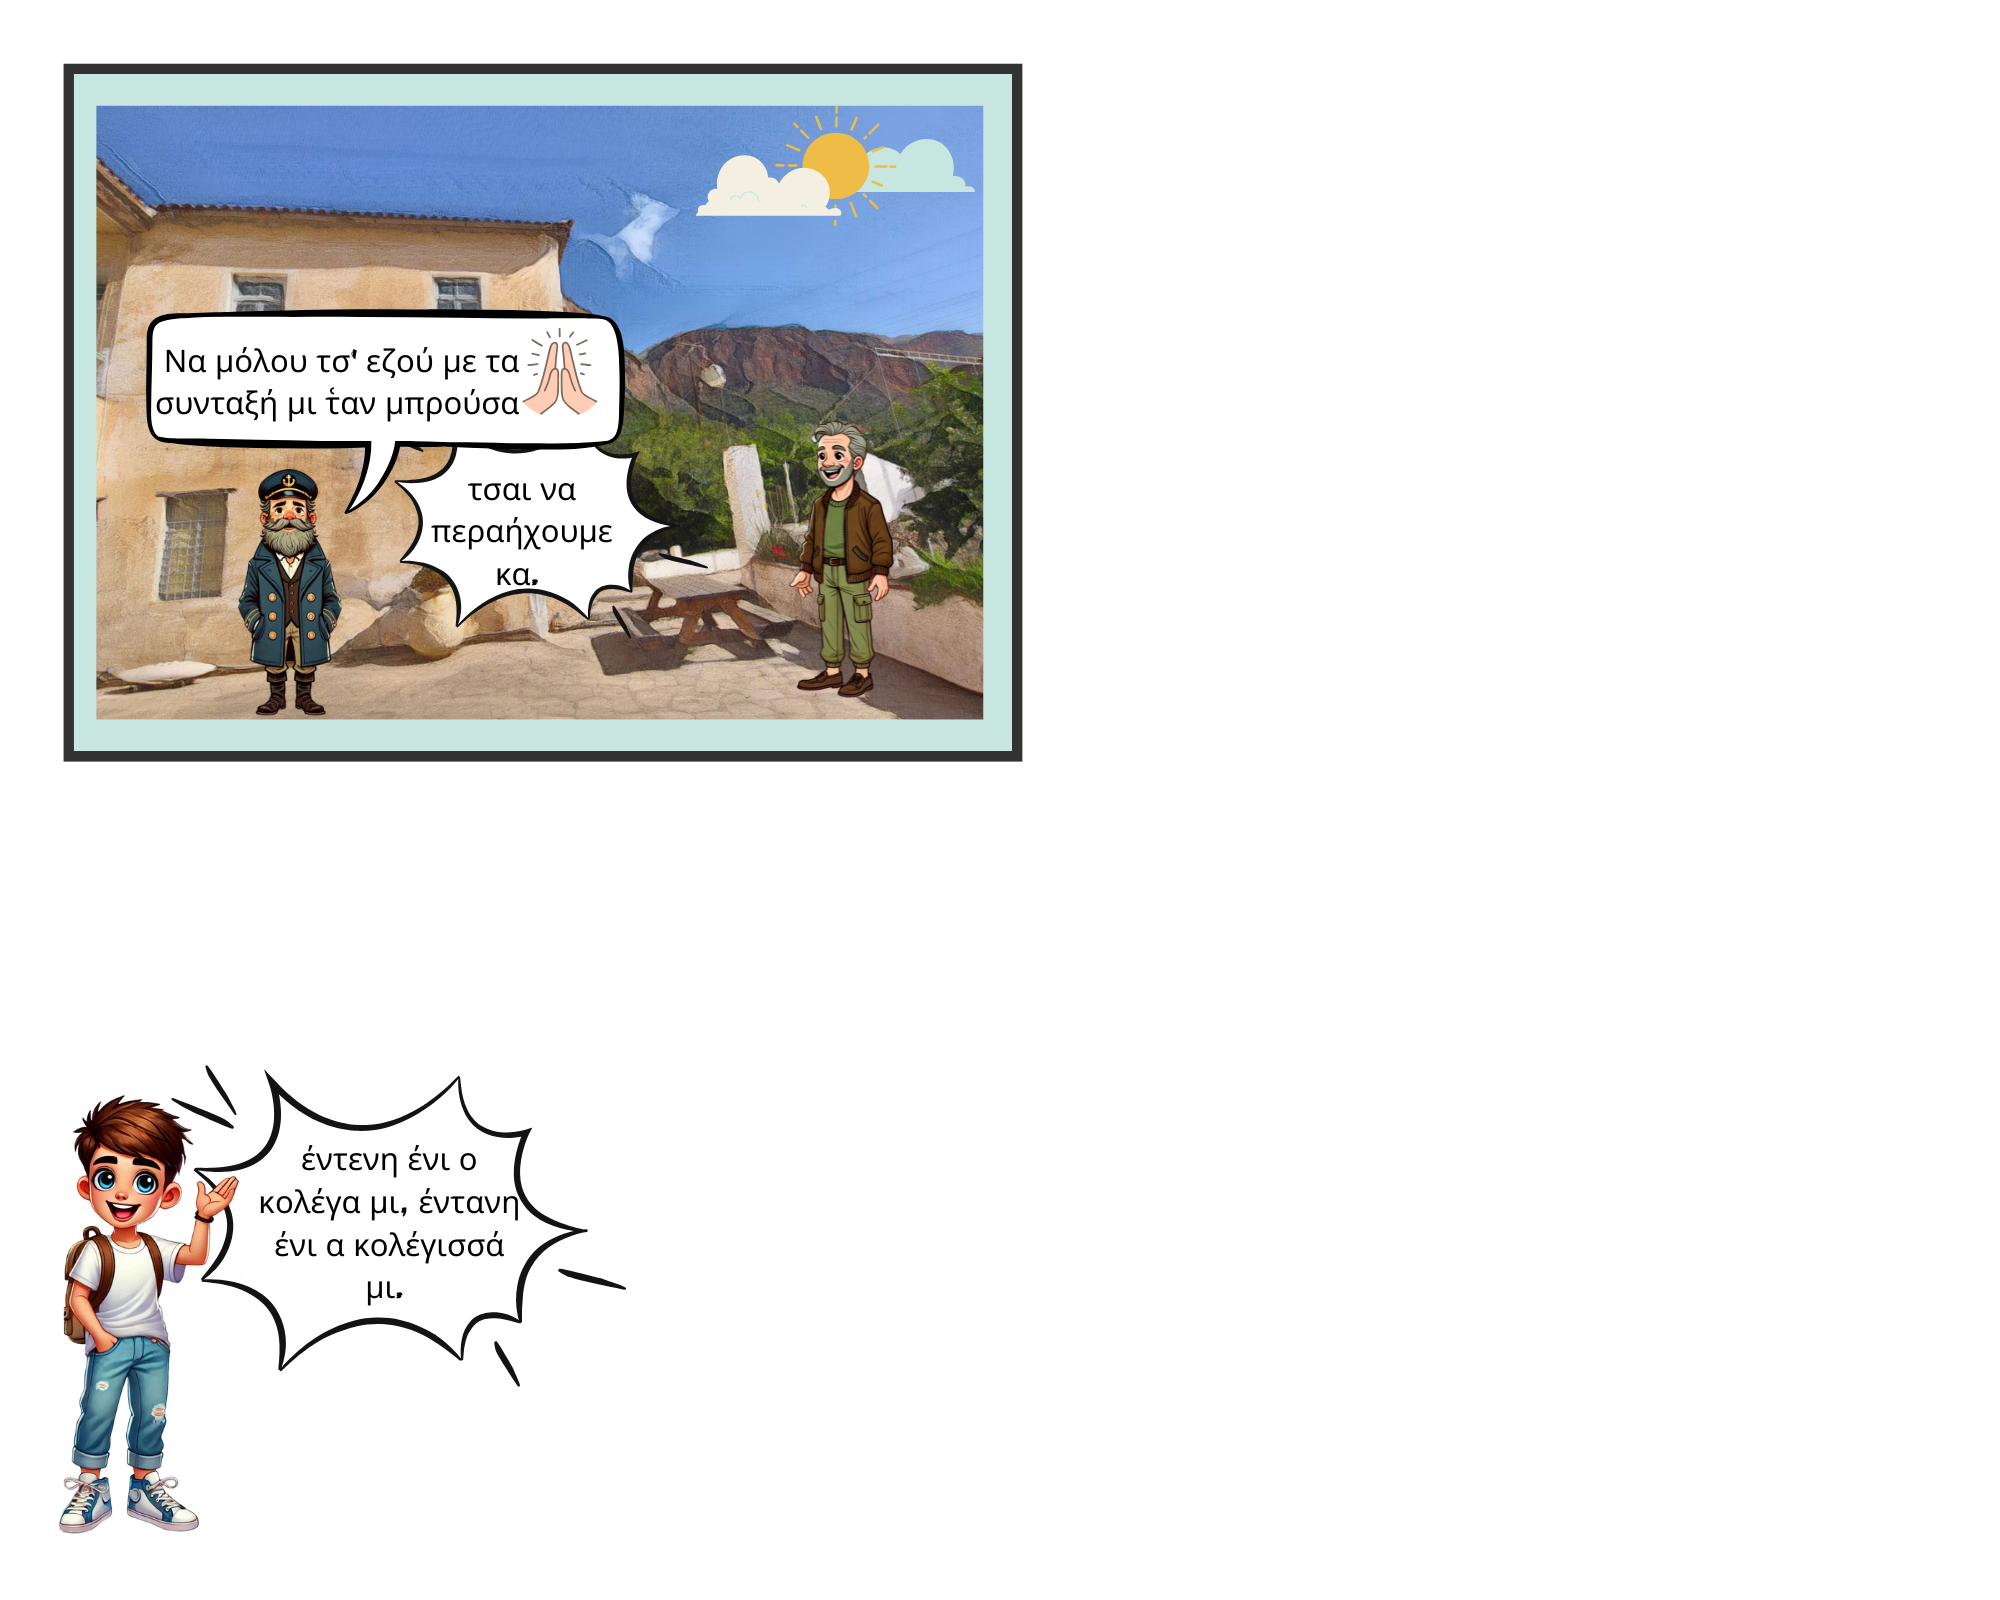 Να μόλου τσ' εζού με τα
συνταξή μι τ̔αν μπρούσα
τσαι να
περαήχουμε
κα.
έντενη ένι ο
κολέγα μι, έντανη
ένι α κολέγισσά
μι.